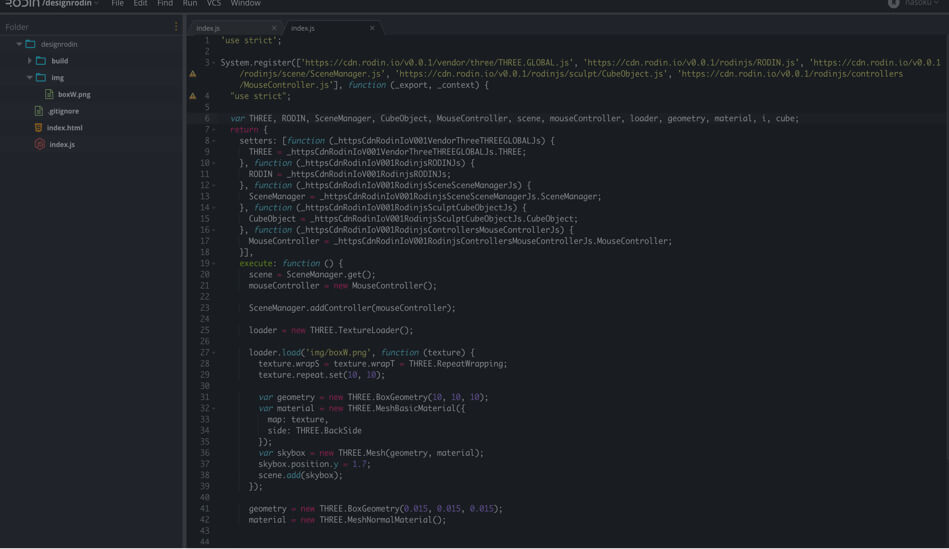 RODIN /designrodin File Edit Find Run VCS Window nasoku
Folder
index.js × index.js ×
designrodin
build
img
boxW.png
.gitignore
index.html
index.js
1 'use strict';
2
3 System.register(['https://cdn.rodin.io/v0.0.1/vendor/three/THREE.GLOBAL.js', 'https://cdn.rodin.io/v0.0.1/rodinjs/RODIN.js', 'https://cdn.rodin.io/v0.0.1
/rodinjs/scene/SceneManager.js', 'https://cdn.rodin.io/v0.0.1/rodinjs/sculpt/CubeObject.js', 'https://cdn.rodin.io/v0.0.1/rodinjs/controllers
/MouseController.js'], function (_export, _context) {
4 "use strict";
5
6 var THREE, RODIN, SceneManager, CubeObject, MouseController, scene, mouseController, loader, geometry, material, i, cube;
7 return {
8 setters: [function (_httpsCdnRodinIoV001VendorThreeTHREEGLOBALJs) {
9 THREE = _httpsCdnRodinIoV001VendorThreeTHREEGLOBALJs.THREE;
10 }, function (_httpsCdnRodinIoV001RodinjsRODINJs) {
11 RODIN = _httpsCdnRodinIoV001RodinjsRODINJs;
12 }, function (_httpsCdnRodinIoV001RodinjsSceneSceneManagerJs) {
13 SceneManager = _httpsCdnRodinIoV001RodinjsSceneSceneManagerJs.SceneManager;
14 }, function (_httpsCdnRodinIoV001RodinjsSculptCubeObjectJs) {
15 CubeObject = _httpsCdnRodinIoV001RodinjsSculptCubeObjectJs.CubeObject;
16 }, function (_httpsCdnRodinIoV001RodinjsControllersMouseControllerJs) {
17 MouseController = _httpsCdnRodinIoV001RodinjsControllersMouseControllerJs.MouseController;
18 }],
19 execute: function () {
20 scene = SceneManager.get();
21 mouseController = new MouseController();
22
23 SceneManager.addController(mouseController);
24
25 loader = new THREE.TextureLoader();
26
27 loader.load('img/boxW.png', function (texture) {
28 texture.wrapS = texture.wrapT = THREE.RepeatWrapping;
29 texture.repeat.set(10, 10);
30
31 var geometry = new THREE.BoxGeometry(10, 10, 10);
32 var material = new THREE.MeshBasicMaterial({
33 map: texture,
34 side: THREE.BackSide
35 });
36 var skybox = new THREE.Mesh(geometry, material);
37 skybox.position.y = 1.7;
38 scene.add(skybox);
39 });
40
41 geometry = new THREE.BoxGeometry(0.015, 0.015, 0.015);
42 material = new THREE.MeshNormalMaterial();
43
44